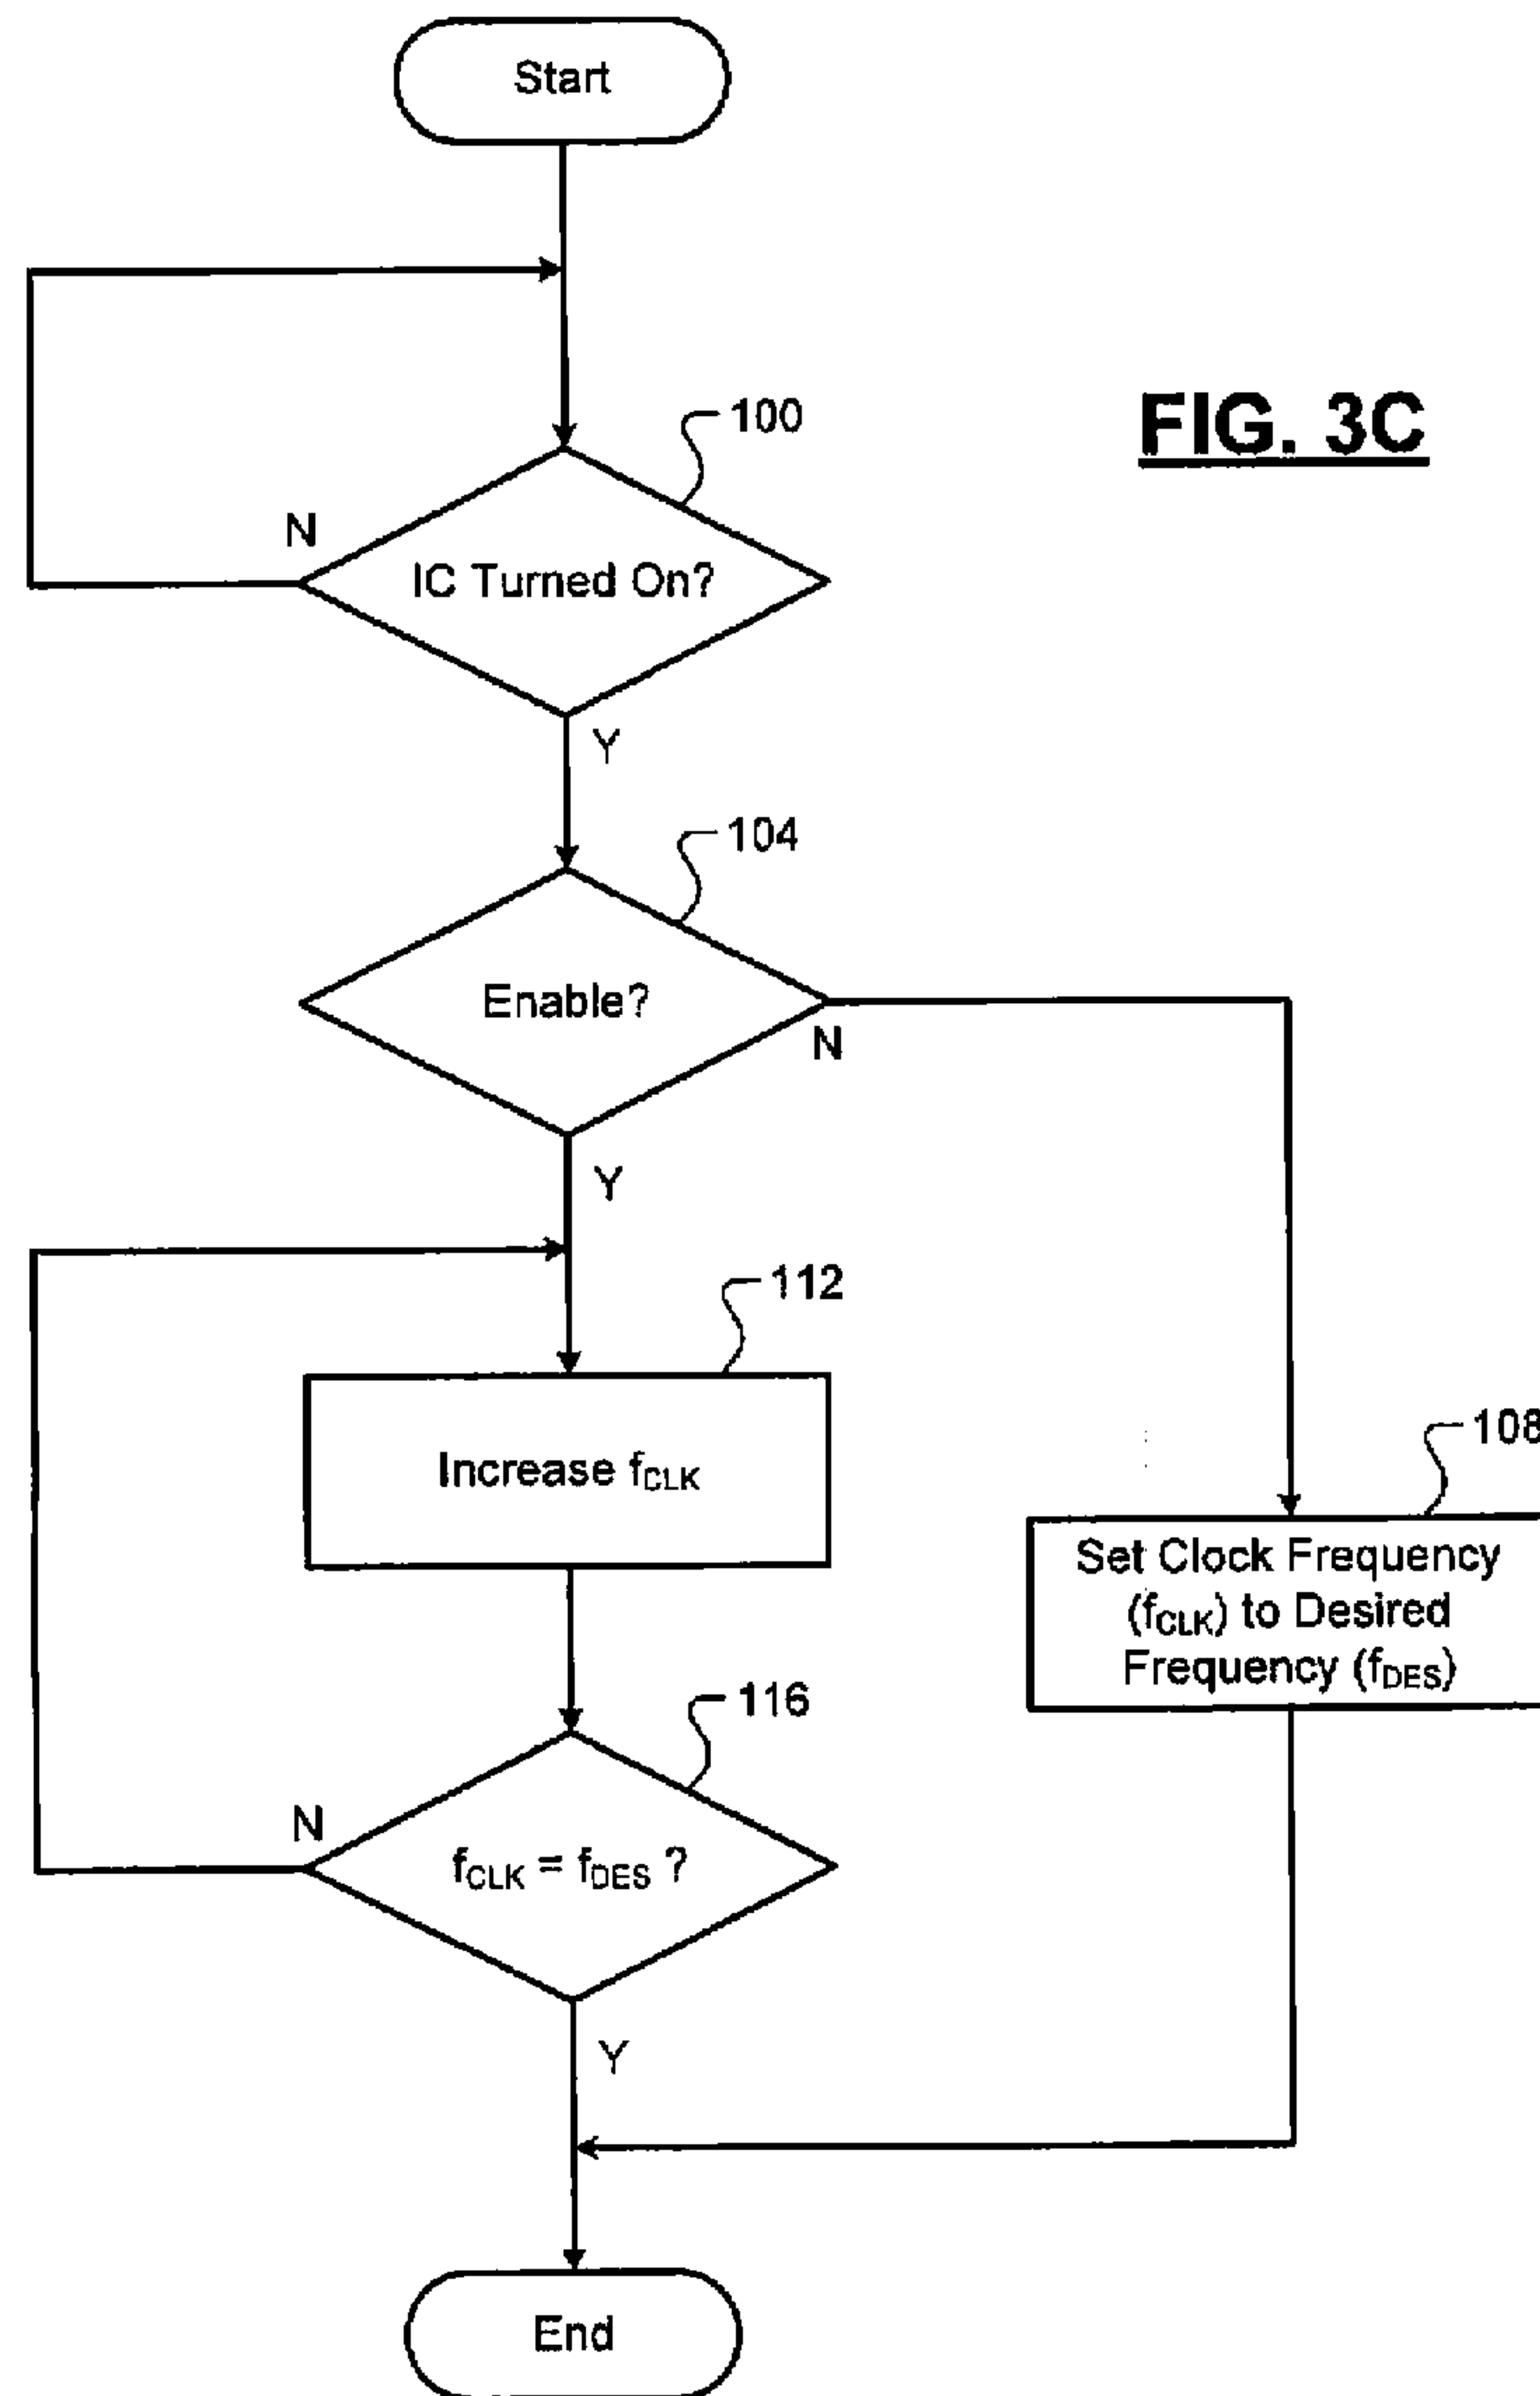 Start
FIG. 3C
100
N
IC Turned On?
Y
104
Enable?
N
Y
112
Increase fCLK
108
Set Clock Frequency
(fCLK) to Desired
Frequency (fDES)
116
N
fCLK = fDES ?
Y
End